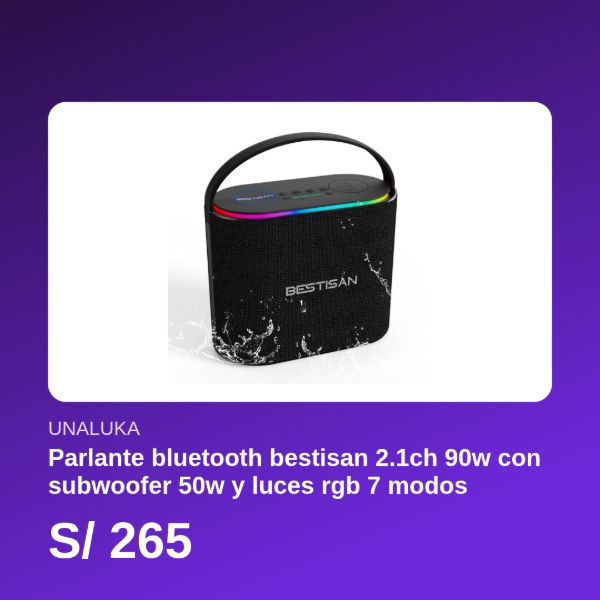 BESTISAN
UNALUKA
Parlante bluetooth bestisan 2.1ch 90w con
subwoofer 50w y luces rgb 7 modos
S/ 265